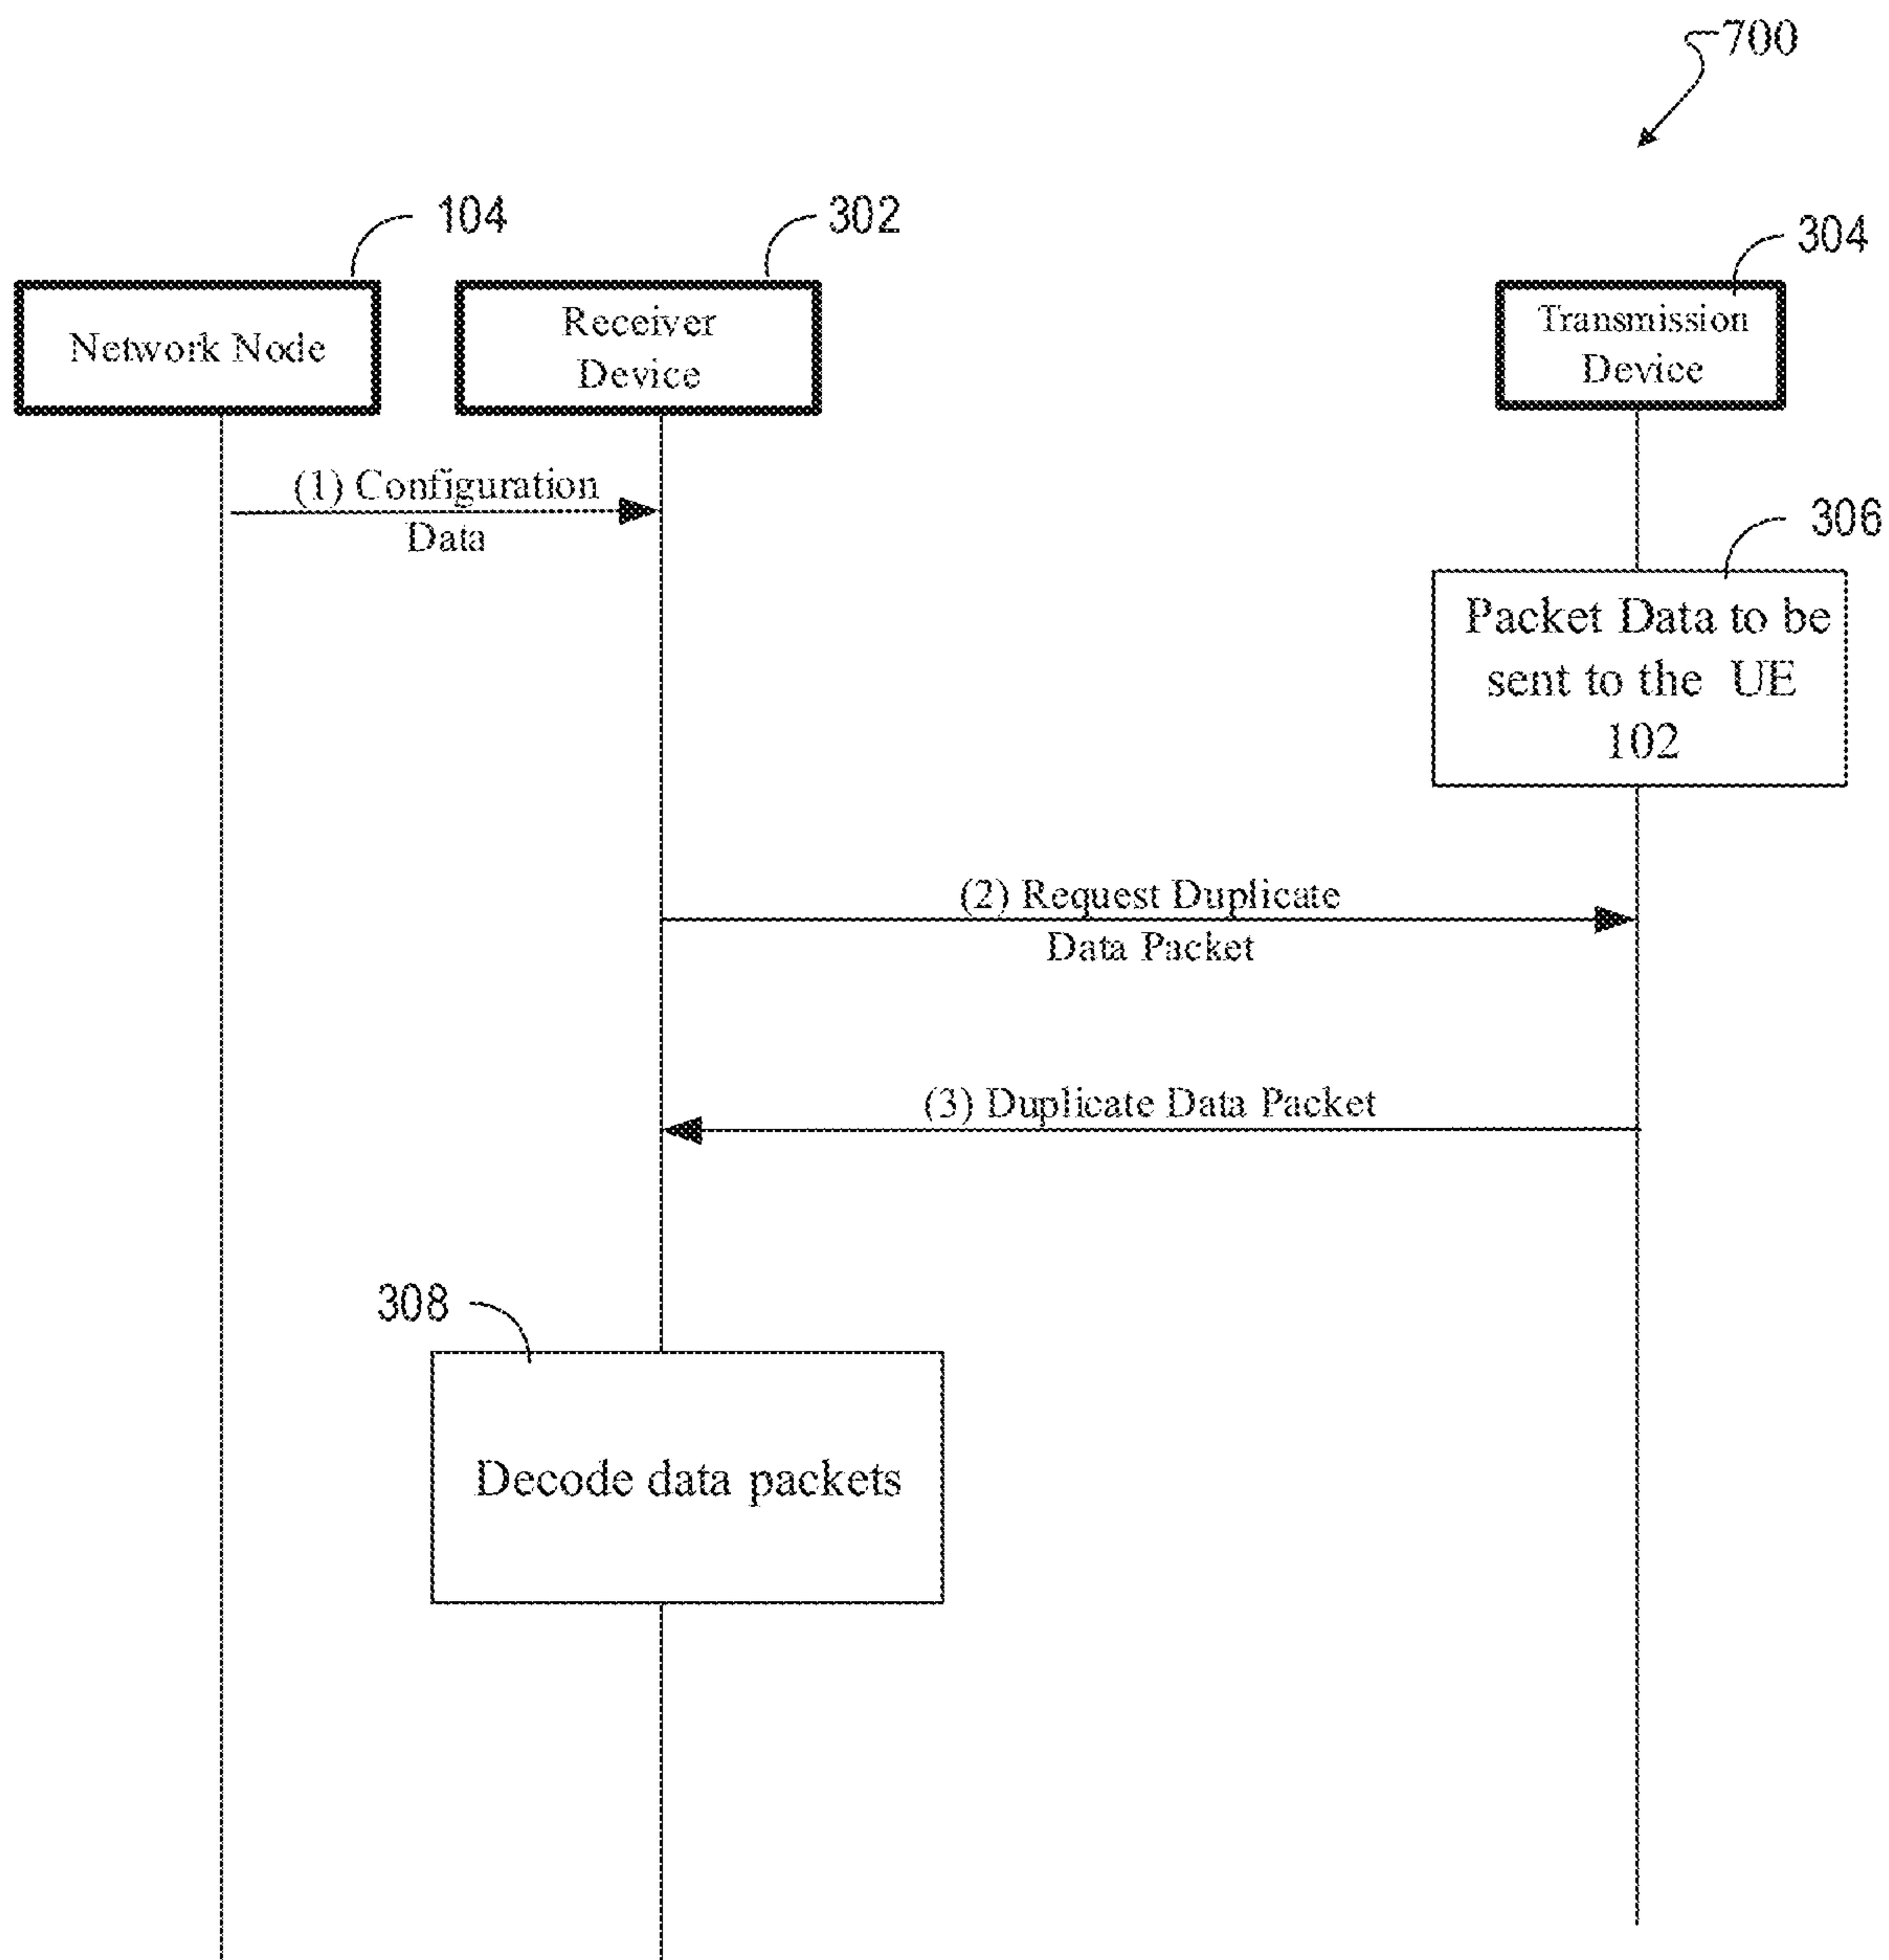 700
104
302
304
Network Node
Receiver
Device
Transmission
Device
(1) Configuration
Data
306
Packet Data to be
sent to the UE
102
(2) Request Duplicate
Data Packet
(3) Duplicate Data Packet
308
Decode data packets